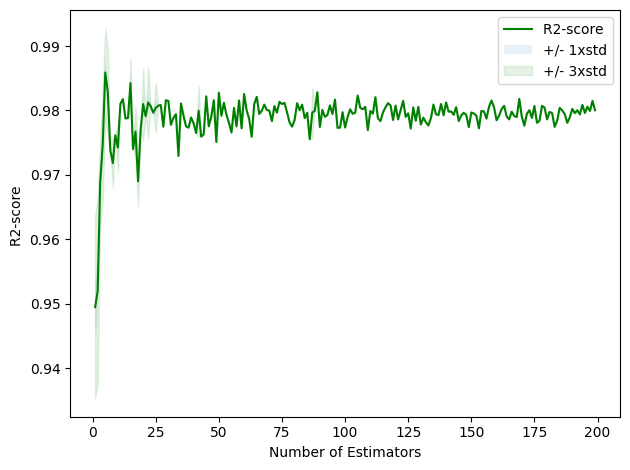 R2-score
+/- 1xstd
+/- 3xstd
0.99
0.98
0.97
0.96
0.95
0.94
R2-score
0 25 50 75 100 125 150 175 200
Number of Estimators